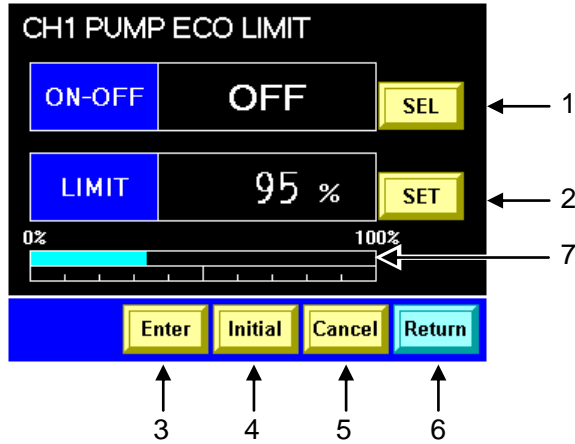 CH1 PUMP ECO LIMIT
ON-OFF OFF SEL 1
LIMIT 95 % SET 2
0% 100%
7
Enter Initial Cancel Return
3 4 5 6